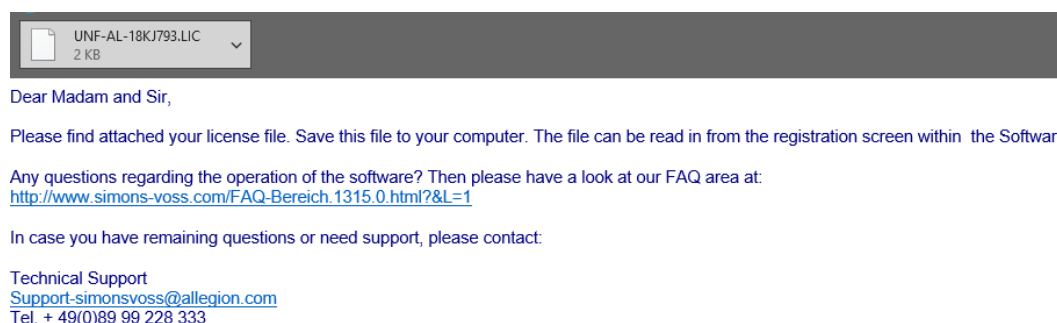 UNF-AL-18KJ793.LIC
2 KB
Dear Madam and Sir,
Please find attached your license file. Save this file to your computer. The file can be read in from the registration screen within the Softwar
Any questions regarding the operation of the software? Then please have a look at our FAQ area at:
http://www.simons-voss.com/FAQ-Bereich.1315.0.html?&L=1
In case you have remaining questions or need support, please contact:
Technical Support
Support-simonsvoss@allegion.com
Tel. + 49(0)89 99 228 333